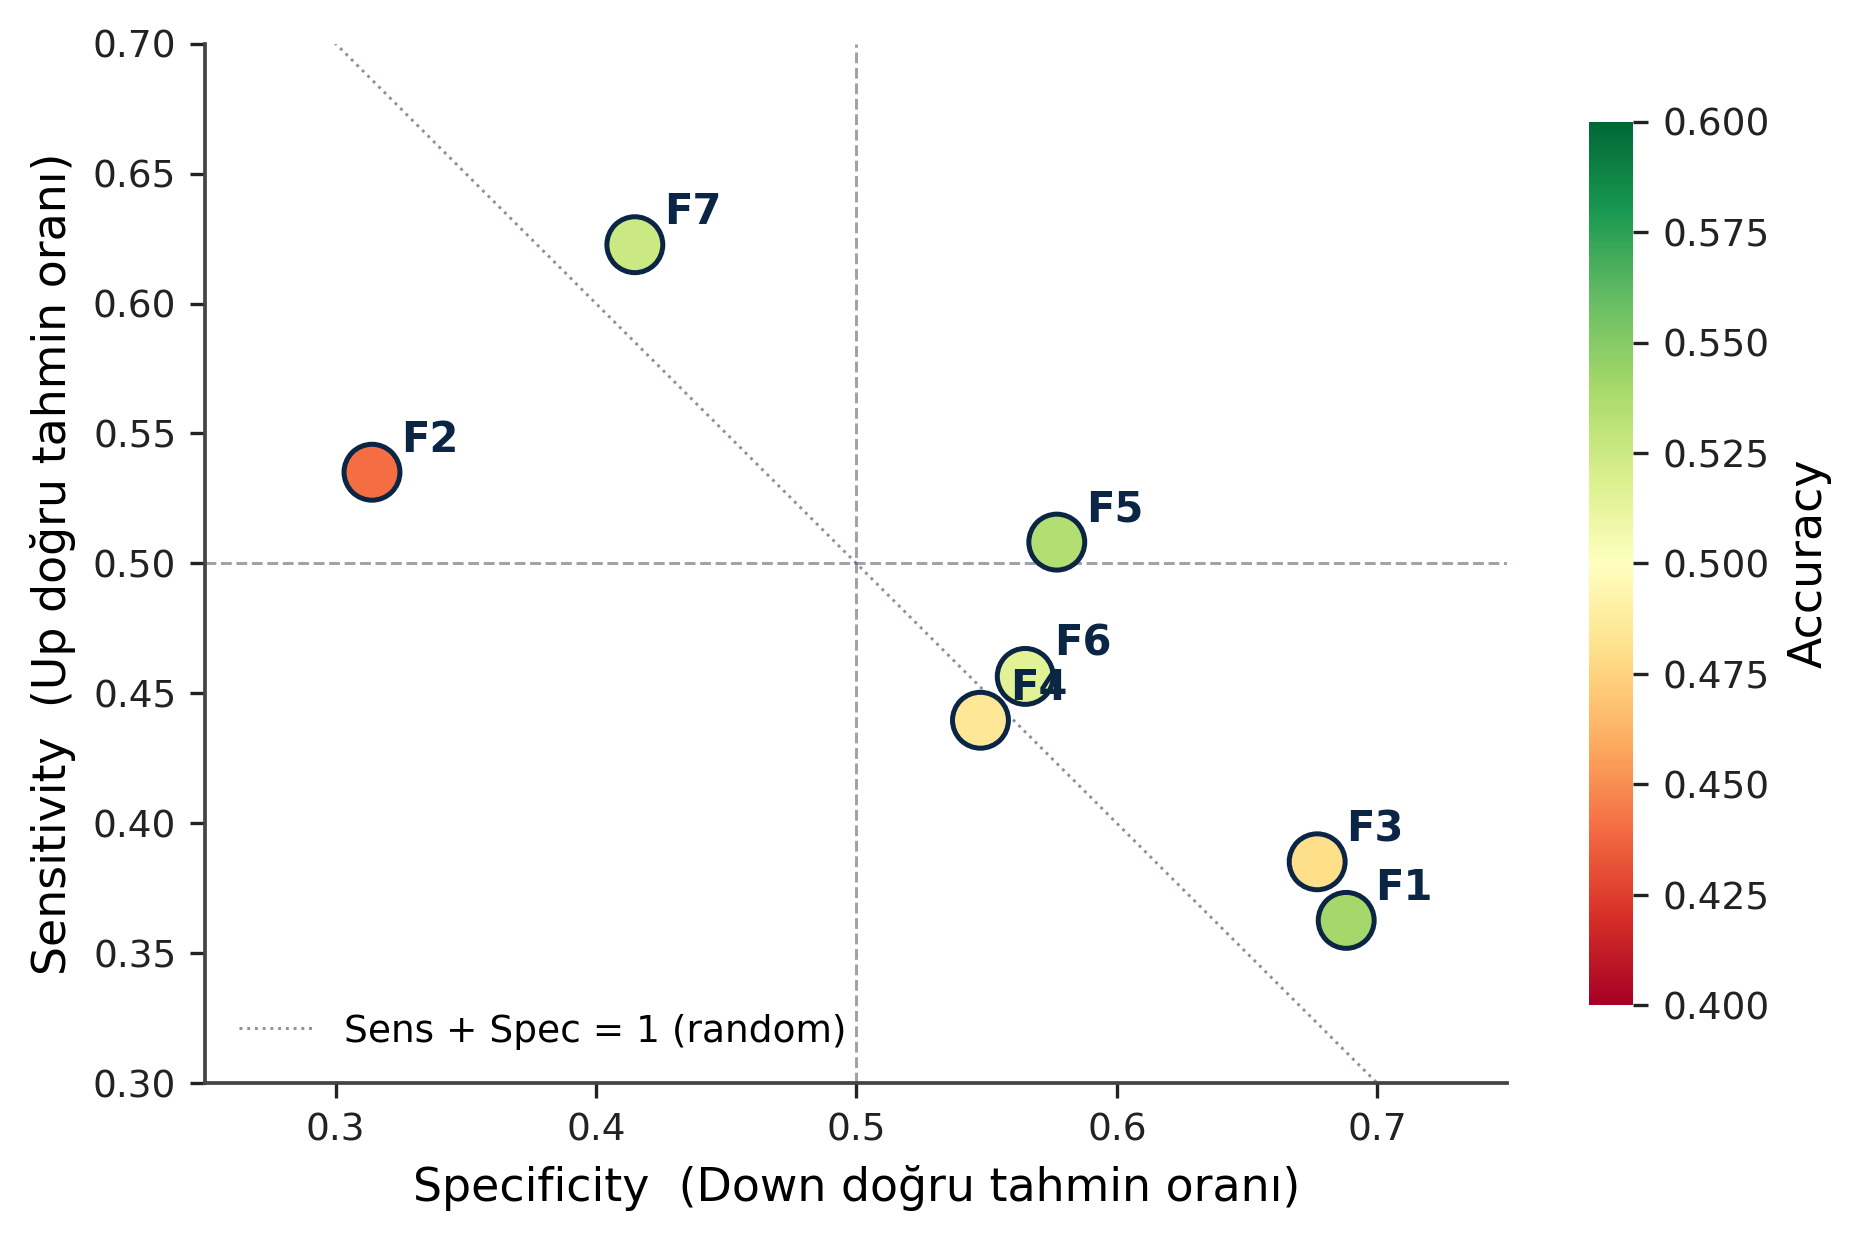 0.70
0.65
0.60
0.55
0.50
0.45
0.40
0.35
0.30
Sensitivity (Up doğru tahmin oranı)
F7
F2
F5
F6
F4
F3
F1
Sens + Spec = 1 (random)
0.3 0.4 0.5 0.6 0.7
Specificity (Down doğru tahmin oranı)
0.600
0.575
0.550
0.525
0.500
0.475
0.450
0.425
0.400
Accuracy